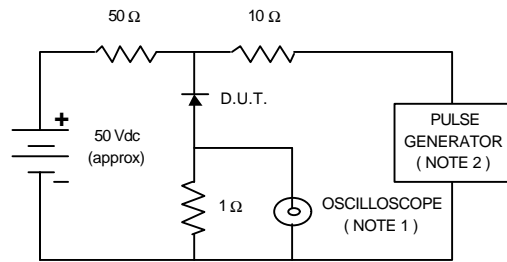 50 Ω
10 Ω
D.U.T.
+
50 Vdc
(approx)
−
PULSE
GENERATOR
( NOTE 2 )
1 Ω
OSCILLOSCOPE
( NOTE 1 )